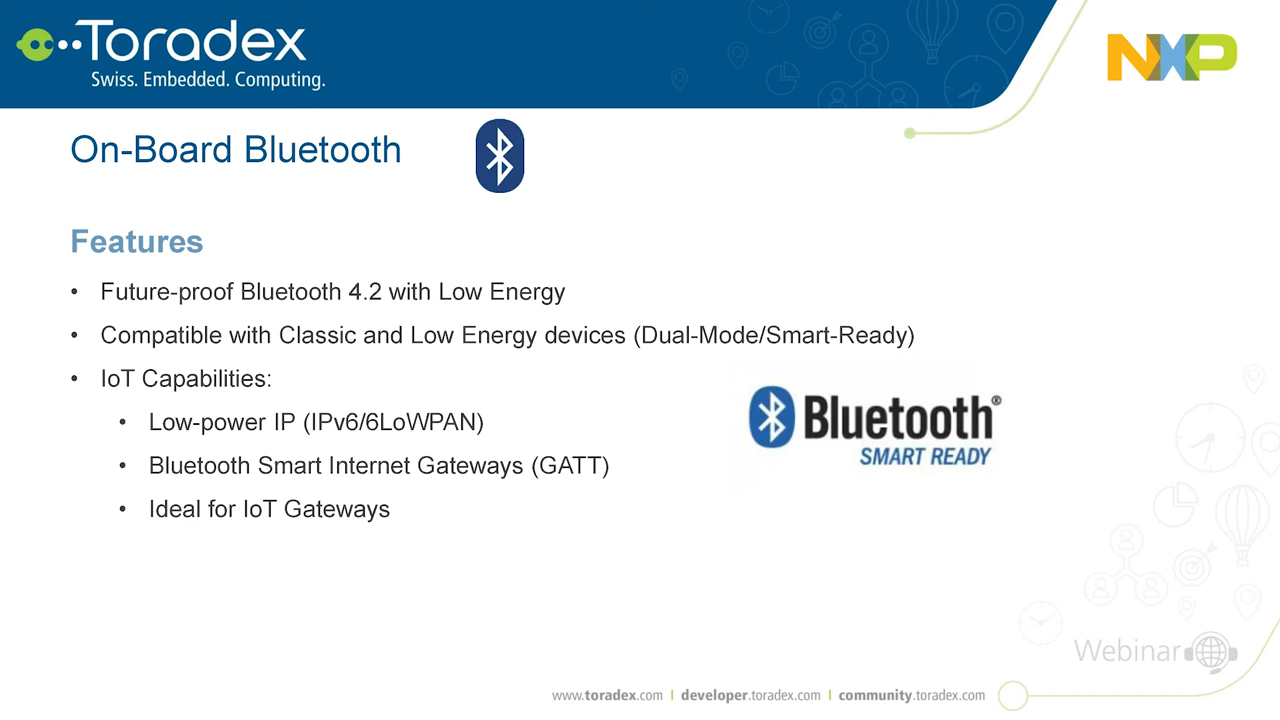 Toradex
Swiss. Embedded. Computing.
NXP
On-Board Bluetooth
Features
• Future-proof Bluetooth 4.2 with Low Energy
• Compatible with Classic and Low Energy devices (Dual-Mode/Smart-Ready)
• IoT Capabilities:
• Low-power IP (IPv6/6LoWPAN)
• Bluetooth Smart Internet Gateways (GATT)
• Ideal for IoT Gateways
Bluetooth®
SMART READY
Webinar
www.toradex.com | developer.toradex.com | community.toradex.com